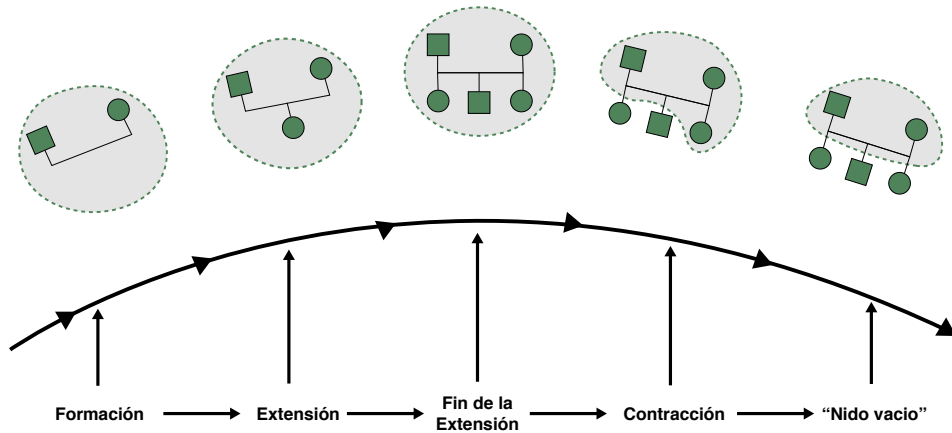 Formación
Extensión
Fin de la
Extensión
Contracción
“Nido vacio”